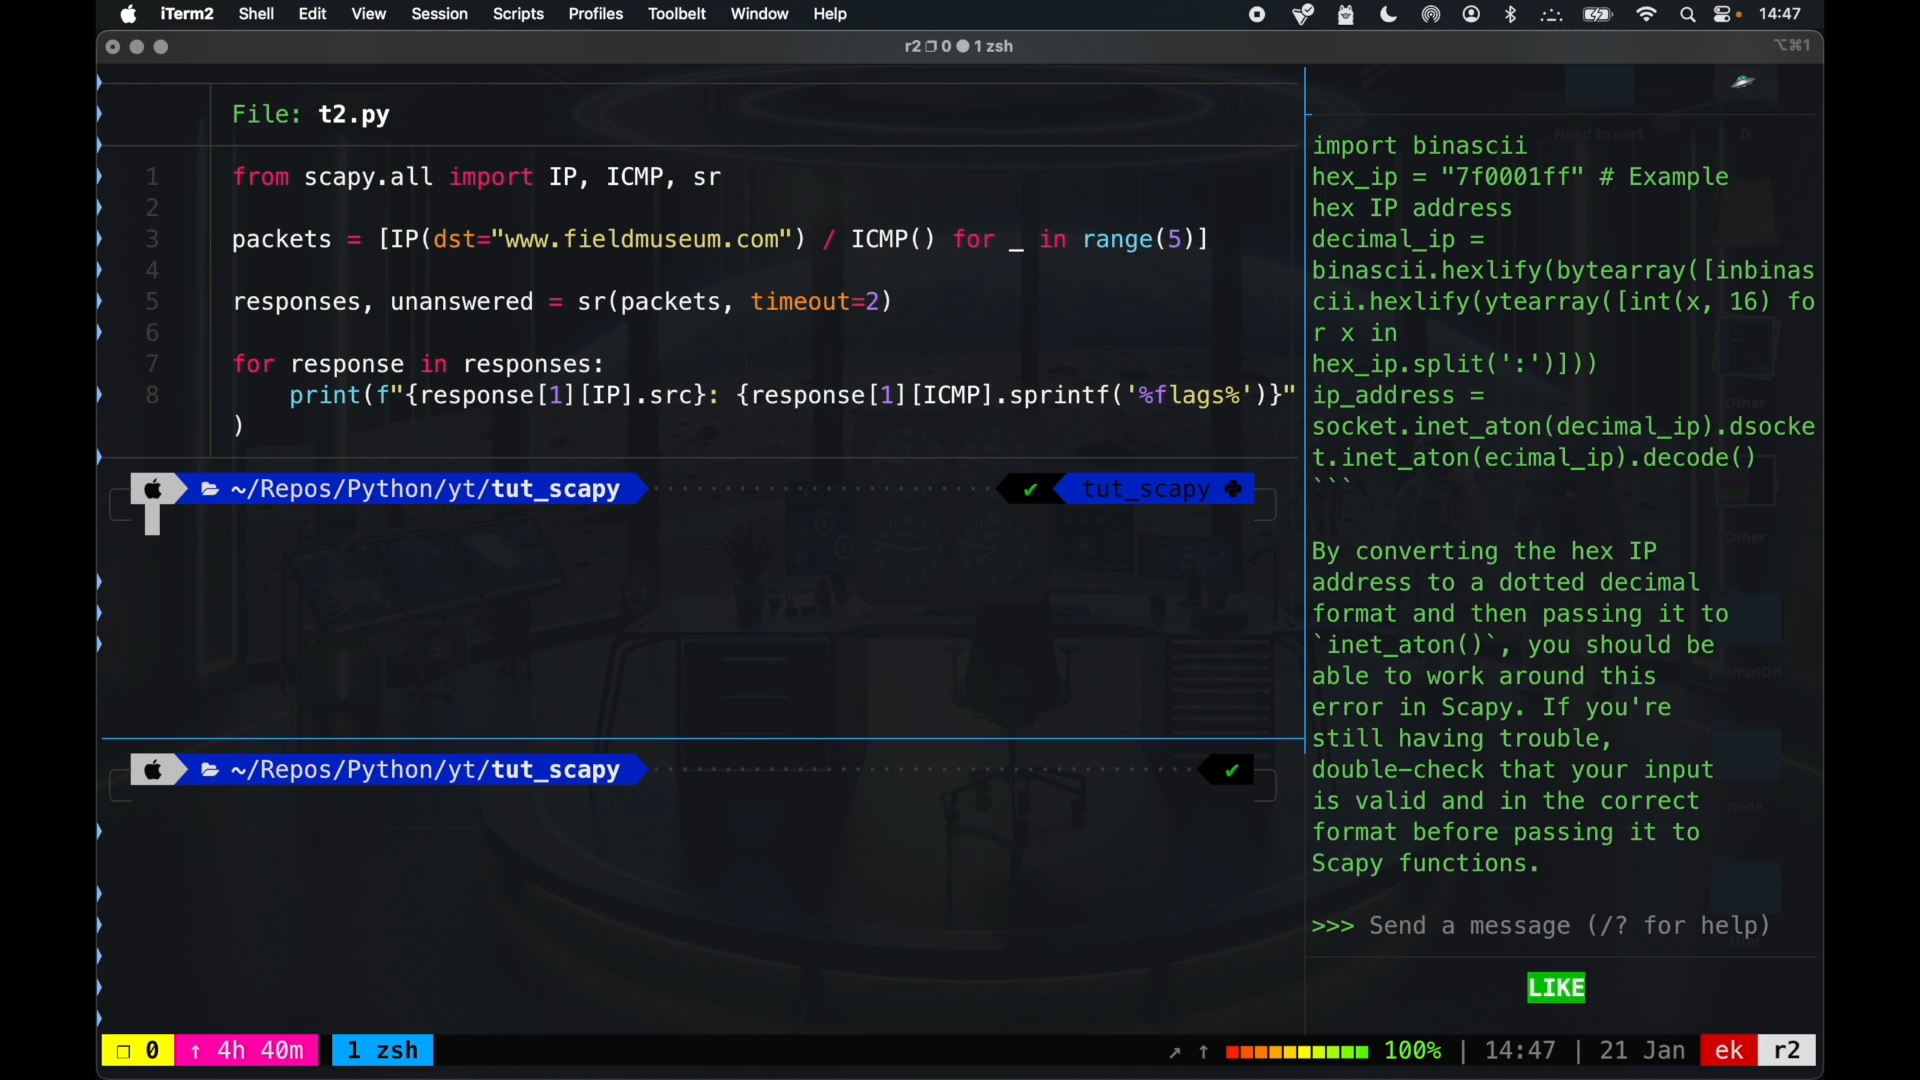 iTerm2 Shell Edit View Session Scripts Profiles Toolbelt Window Help 14:47
r2 0 1 zsh ⌥⌘1
File: t2.py
1 from scapy.all import IP, ICMP, sr
2
3 packets = [IP(dst="www.fieldmuseum.com") / ICMP() for _ in range(5)]
4
5 responses, unanswered = sr(packets, timeout=2)
6
7 for response in responses:
8 print(f"{response[1][IP].src}: {response[1][ICMP].sprintf('%flags%')}"
)
~/Repos/Python/yt/tut_scapy ✔ tut_scapy
~/Repos/Python/yt/tut_scapy ✔
Need to sort D
import binascii
hex_ip = "7f0001ff" # Example
hex IP address
decimal_ip =
binascii.hexlify(bytearray([inbinas
cii.hexlify(ytearray([int(x, 16) fo
r x in
hex_ip.split(':')]))
ip_address =
Other
socket.inet_aton(decimal_ip).dsocke
t.inet_aton(ecimal_ip).decode()
```
Other
By converting the hex IP
address to a dotted decimal
format and then passing it to
`inet_aton()`, you should be
able to work around this
promptDB
error in Scapy. If you're
still having trouble,
double-check that your input
is valid and in the correct
node
format before passing it to
Scapy functions.
>>> Send a message (/? for help)
LIKE
0 ↑ 4h 40m 1 zsh ↗ ↑ 100% | 14:47 | 21 Jan ek r2